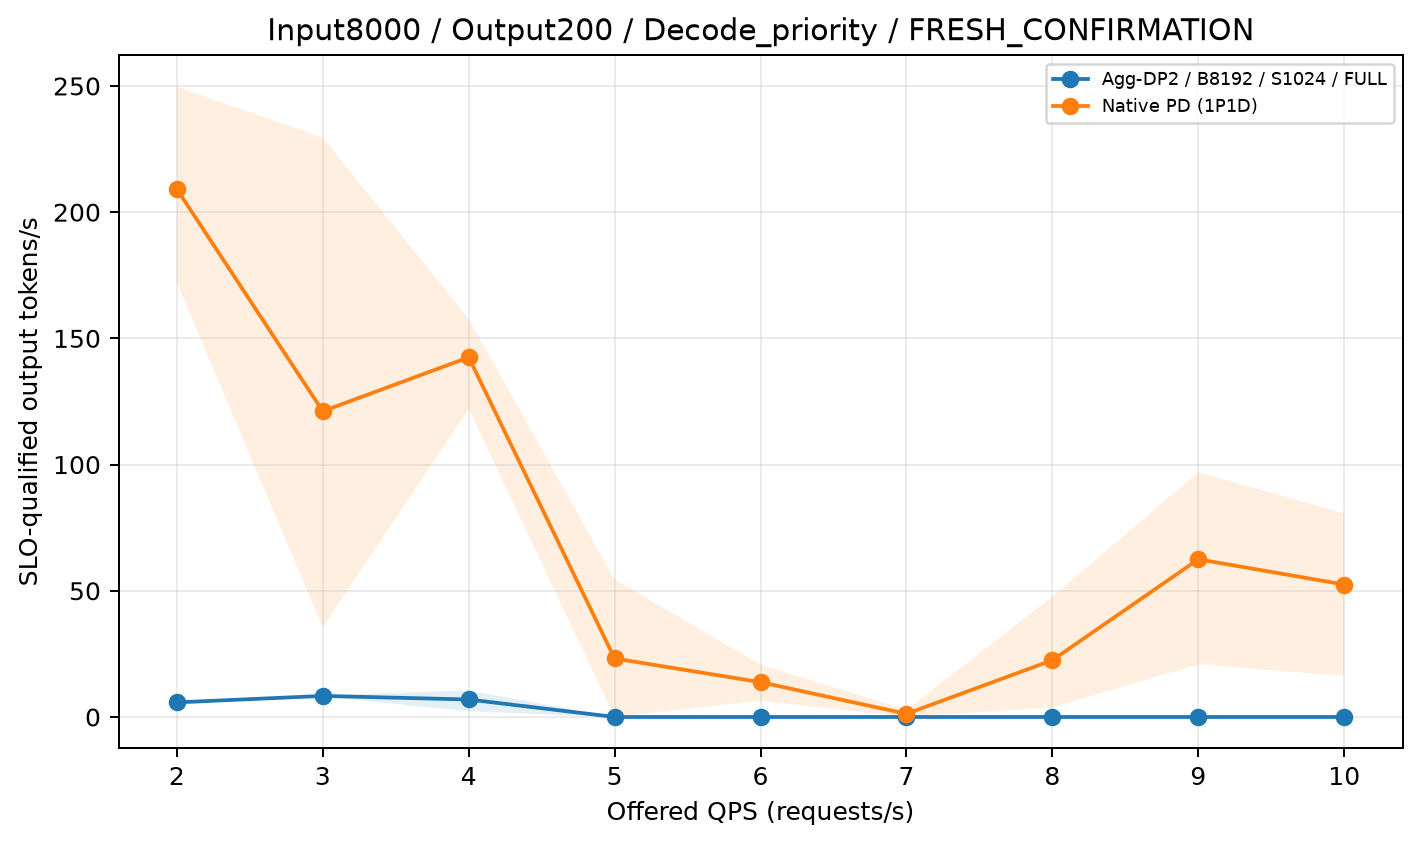 Input8000 / Output200 / Decode_priority / FRESH_CONFIRMATION
Agg-DP2 / B8192 / S1024 / FULL
Native PD (1P1D)
SLO-qualified output tokens/s
250
200
150
100
50
0
2 3 4 5 6 7 8 9 10
Offered QPS (requests/s)